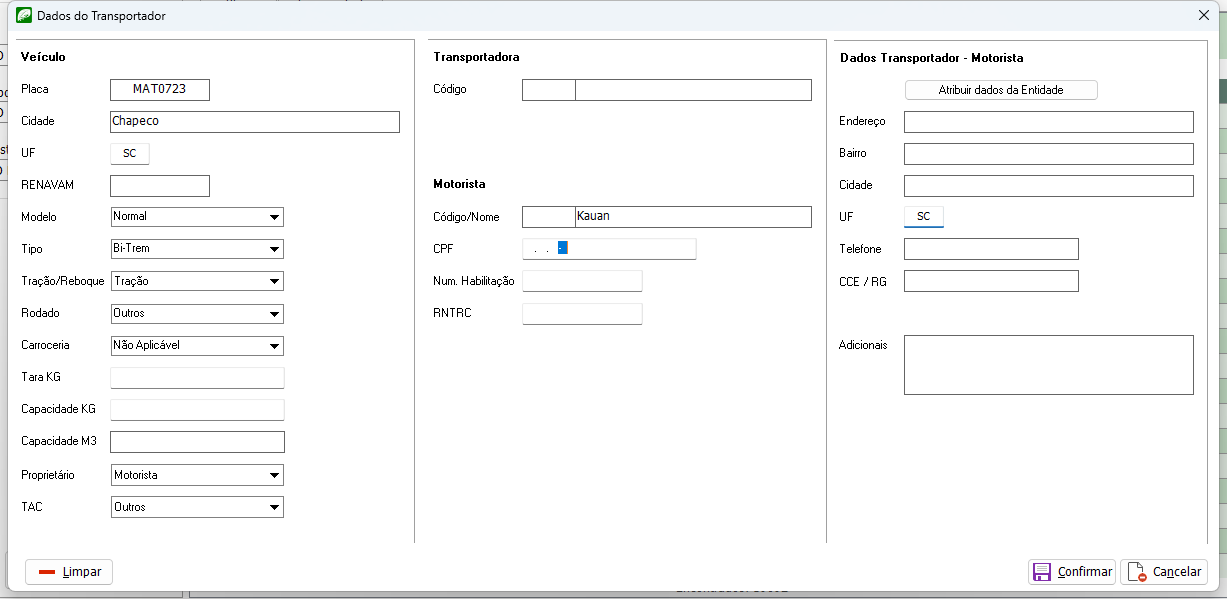 Dados do Transportador
Veículo
Placa MAT0723
Cidade Chapeco
UF SC
RENAVAM
Modelo Normal
Tipo Bi-Trem
Tração/Reboque Tração
Rodado Outros
Carroceria Não Aplicável
Tara KG
Capacidade KG
Capacidade M3
Proprietário Motorista
TAC Outros
Transportadora
Código
Motorista
Código/Nome Kauan
CPF . . -
Num. Habilitação
RNTRC
Dados Transportador - Motorista
Atribuir dados da Entidade
Endereço
Bairro
Cidade
UF SC
Telefone
CCE / RG
Adicionais
Limpar
Confirmar
Cancelar